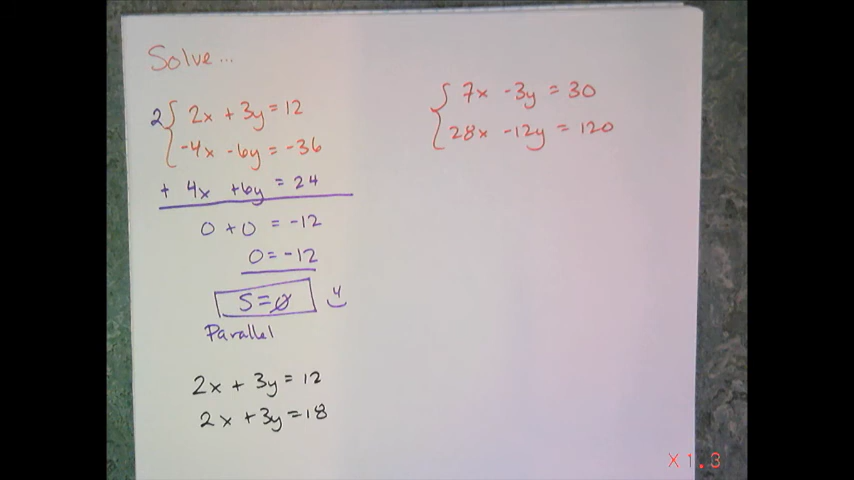 Solve...
2 { 2x + 3y = 12
-4x - 6y = -36
+ 4x + 6y = 24
0 + 0 = -12
0 = -12
S = ∅
Parallel
2x + 3y = 12
2x + 3y = 18
{ 7x - 3y = 30
28x - 12y = 120
X1.3